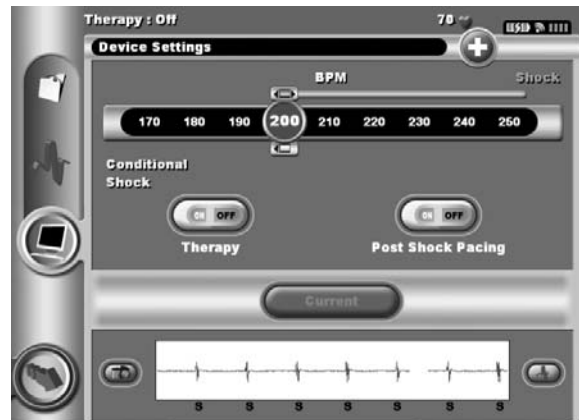 Therapy : Off 78
Device Settings
BPM Shock
170 180 190 200 210 220 230 240 250
Conditional
Shock
ON OFF ON OFF
Therapy Post Shock Pacing
Current
S S S S S S S